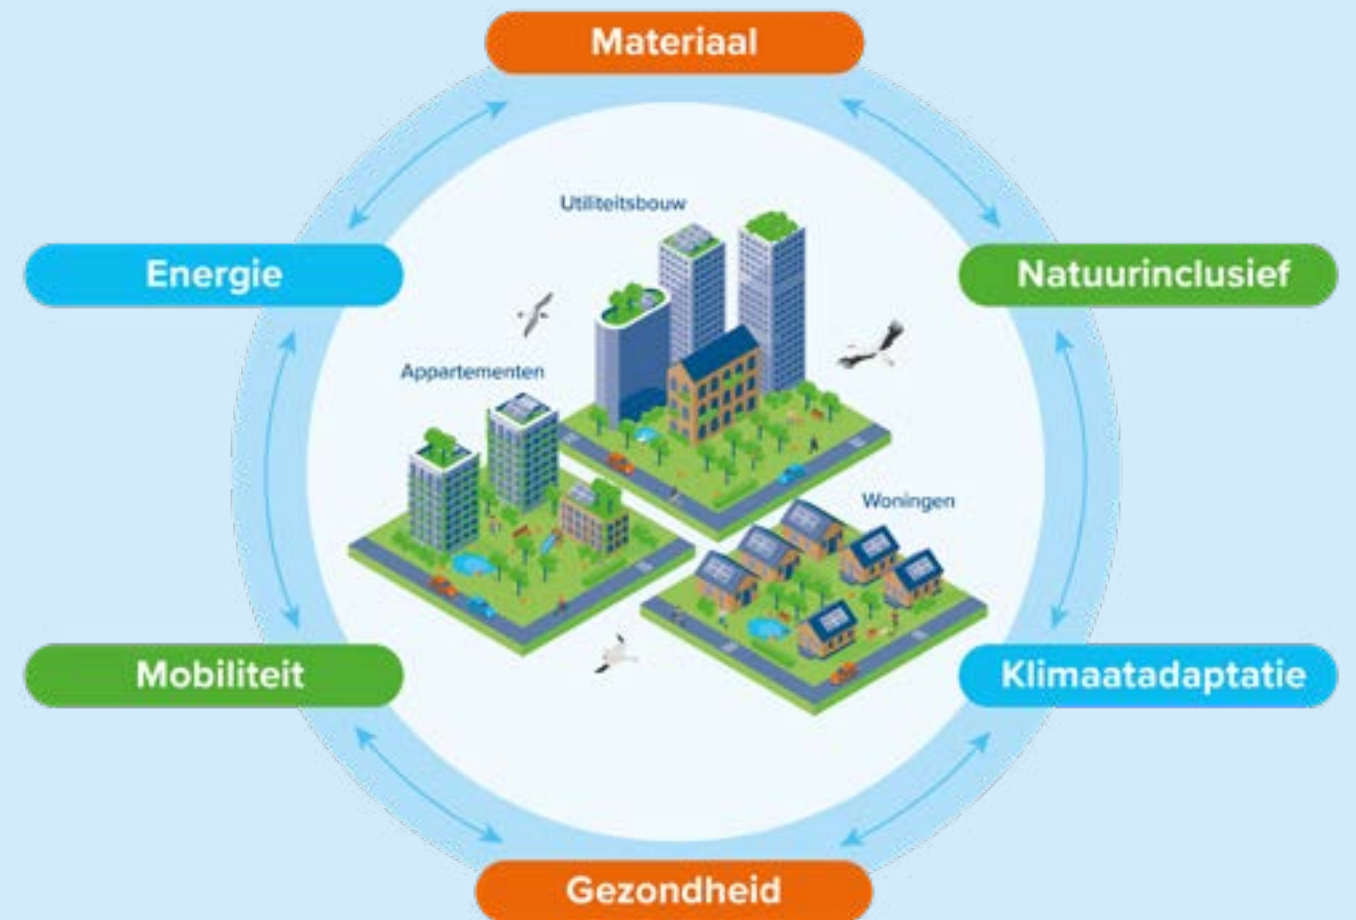 Materiaal
Utiliteitsbouw
Energie
Natuurinclusief
Appartementen
Woningen
Mobiliteit
Klimaatadaptatie
Gezondheid